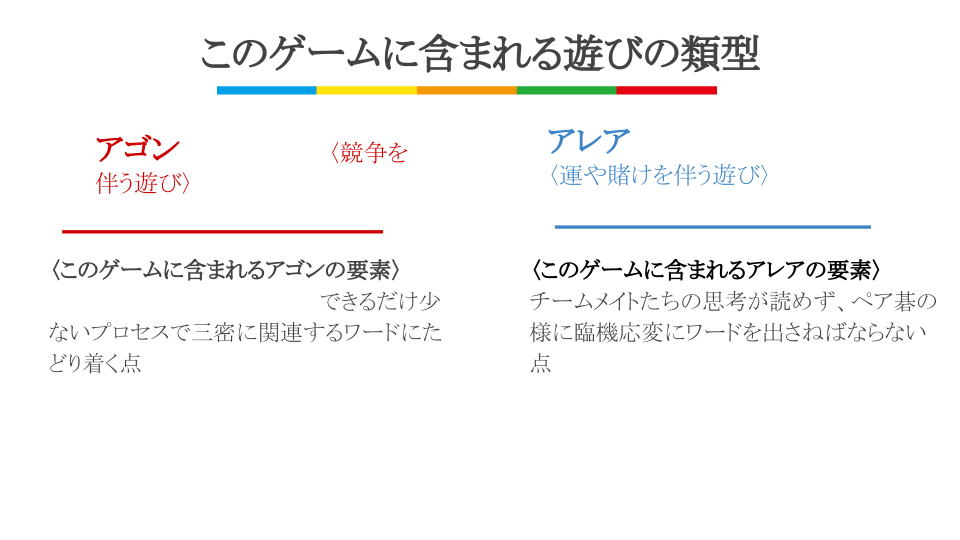 このゲームに含まれる遊びの類型
アゴン 〈競争を
伴う遊び〉
〈このゲームに含まれるアゴンの要素〉
できるだけ少
ないプロセスで三密に関連するワードにた
どり着く点
アレア
〈運や賭けを伴う遊び〉
〈このゲームに含まれるアレアの要素〉
チームメイトたちの思考が読めず、ペア碁の
様に臨機応変にワードを出さねばならない
点